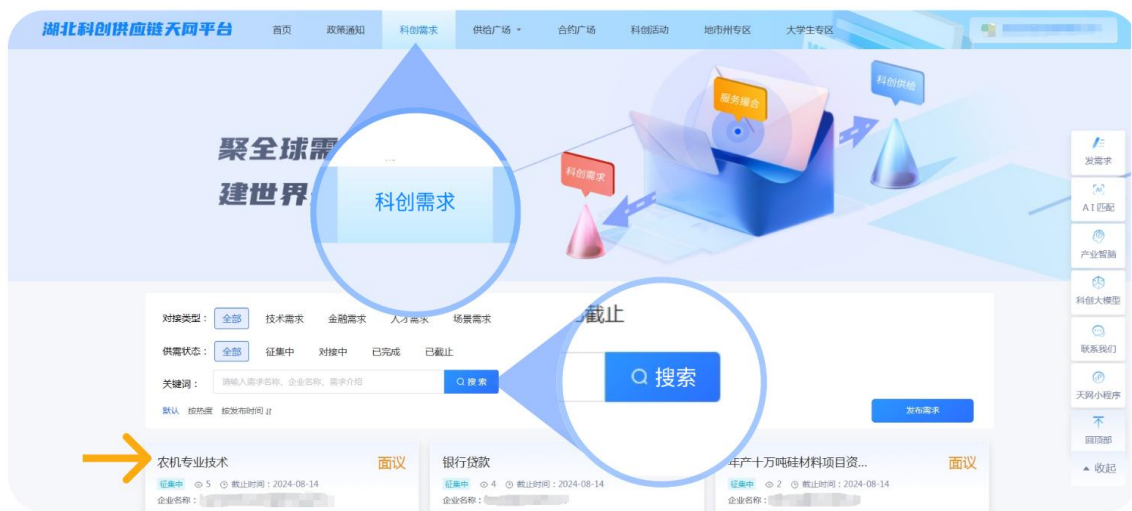 湖北科创供应链天网平台 首页 政策通知 科创需求 供给广场 合约广场 科创活动 地市州专区 大学生专区
聚全球需
建世界
科创需求
服务撮合
科创供给
科创需求
发需求
AI匹配
产业智脑
科创大模型
联系我们
天网小程序
回顶部
收起
对接类型: 全部 技术需求 金融需求 人才需求 场景需求
供需状态: 全部 征集中 对接中 已完成 已截止
关键词: 请输入需求名称、企业名称、需求介绍 搜索
截止
搜索
默认 按热度 按发布时间
发布需求
农机专业技术 面议
征集中 5 截止时间:2024-08-14
企业名称:
银行贷款
征集中 4 截止时间:2024-08-14
企业名称:
年产十万吨硅材料项目资... 面议
征集中 2 截止时间:2024-08-14
企业名称: